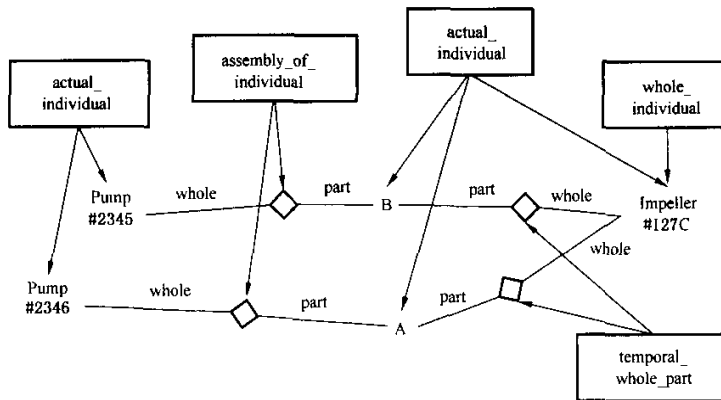 actual_
individual
assembly_of_
individual
actual_
individual
whole_
individual
Pump
#2345
whole
part
B
part
whole
Impeller
#127C
whole
Pump
#2346
whole
part
A
part
temporal_
whole_part